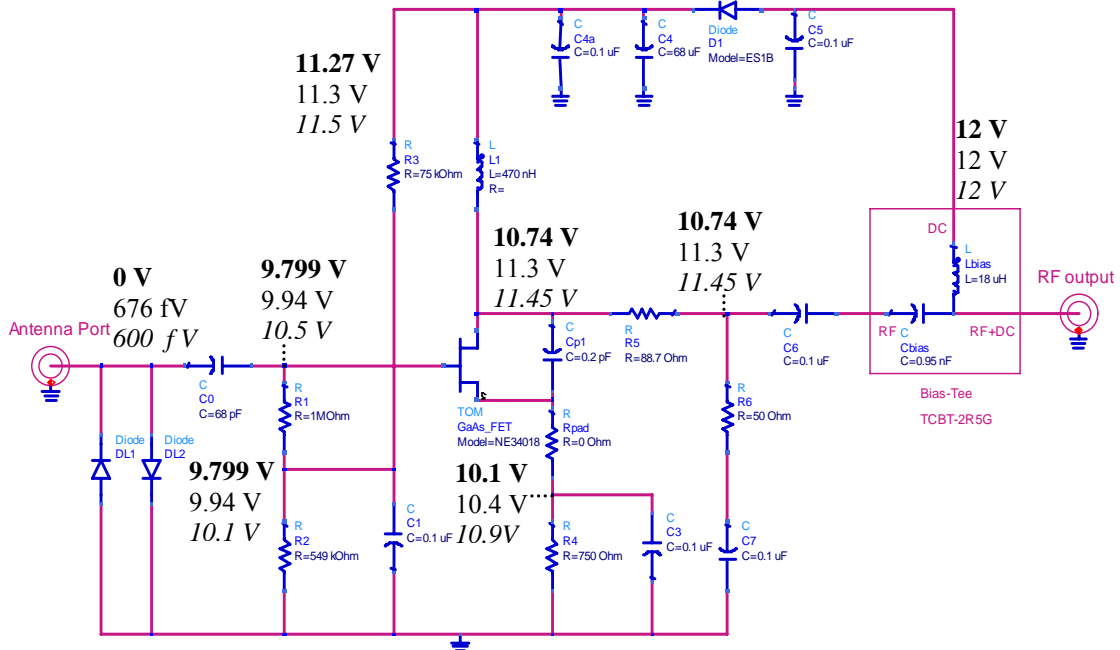 C
C4a
C=0.1 uF
C
C4
C=68 uF
Diode
D1
Model=ES1B
C
C5
C=0.1 uF
11.27 V
11.3 V
11.5 V
R
R3
R=75 kOhm
L
L1
L=470 nH
R=
12 V
12 V
12 V
DC
L
Lbias
L=18 uH
RF output
RF
C
Cbias
C=0.95 nF
RF+DC
Bias-Tee
TCBT-2R5G
10.74 V
11.3 V
11.45 V
10.74 V
11.3 V
11.45 V
0 V
676 fV
600 fV
9.799 V
9.94 V
10.5 V
Antenna Port
C
C0
C=68 pF
C
Cp1
C=0.2 pF
R
R5
R=88.7 Ohm
C
C6
C=0.1 uF
R
R1
R=1MOhm
TOM
GaAs_FET
Model=NE34018
R
Rpad
R=0 Ohm
R
R6
R=50 Ohm
Diode
DL1
Diode
DL2
9.799 V
9.94 V
10.1 V
10.1 V
10.4 V
10.9V
R
R2
R=549 kOhm
C
C1
C=0.1 uF
R
R4
R=750 Ohm
C
C3
C=0.1 uF
C
C7
C=0.1 uF